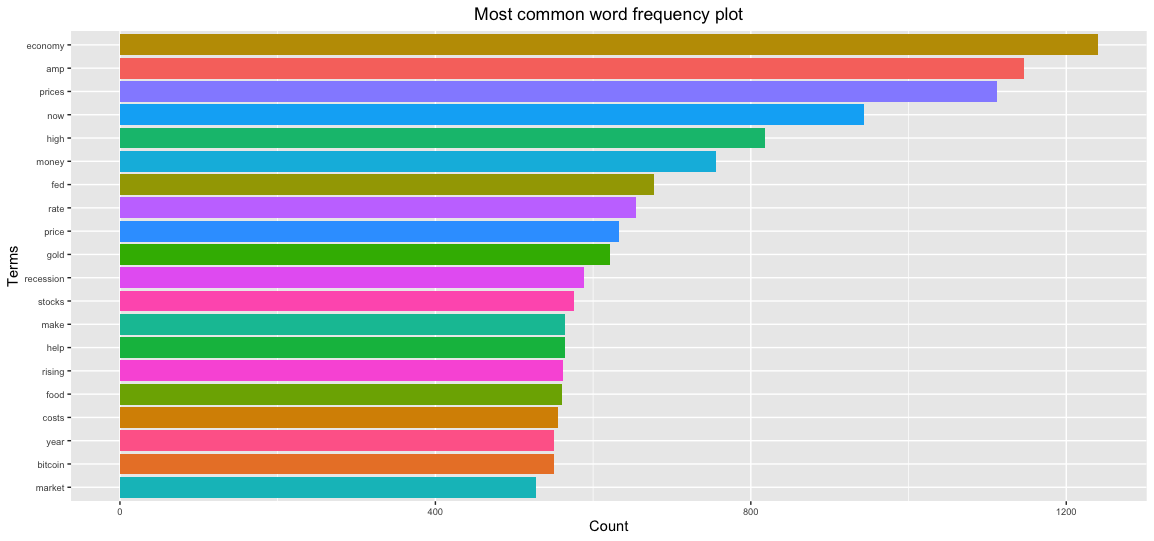 Most common word frequency plot
Terms
economy
amp
prices
now
high
money
fed
rate
price
gold
recession
stocks
make
help
rising
food
costs
year
bitcoin
market
0 400 800 1200
Count